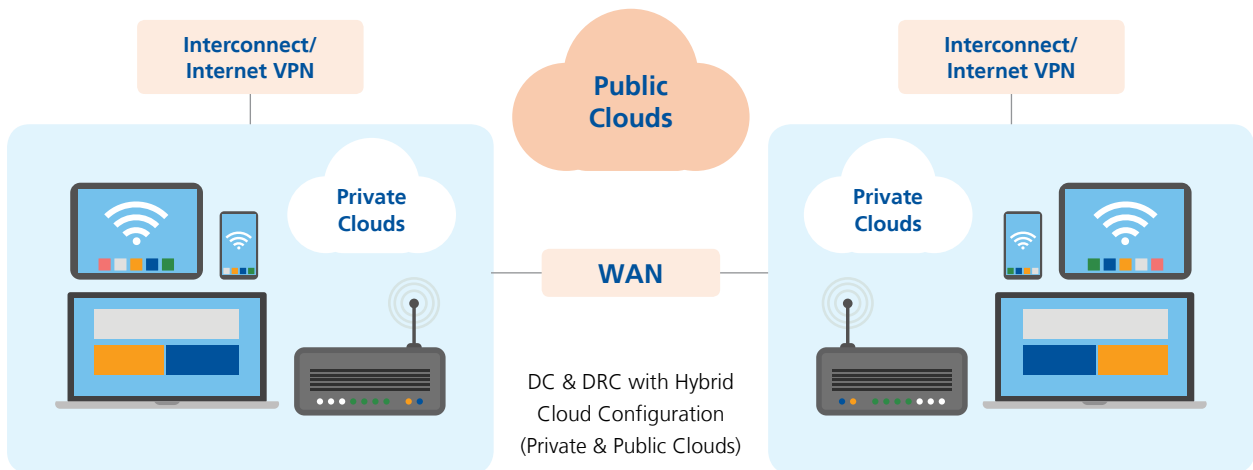 Interconnect/
Internet VPN
Public
Clouds
Interconnect/
Internet VPN
Private
Clouds
Private
Clouds
WAN
DC & DRC with Hybrid
Cloud Configuration
(Private & Public Clouds)